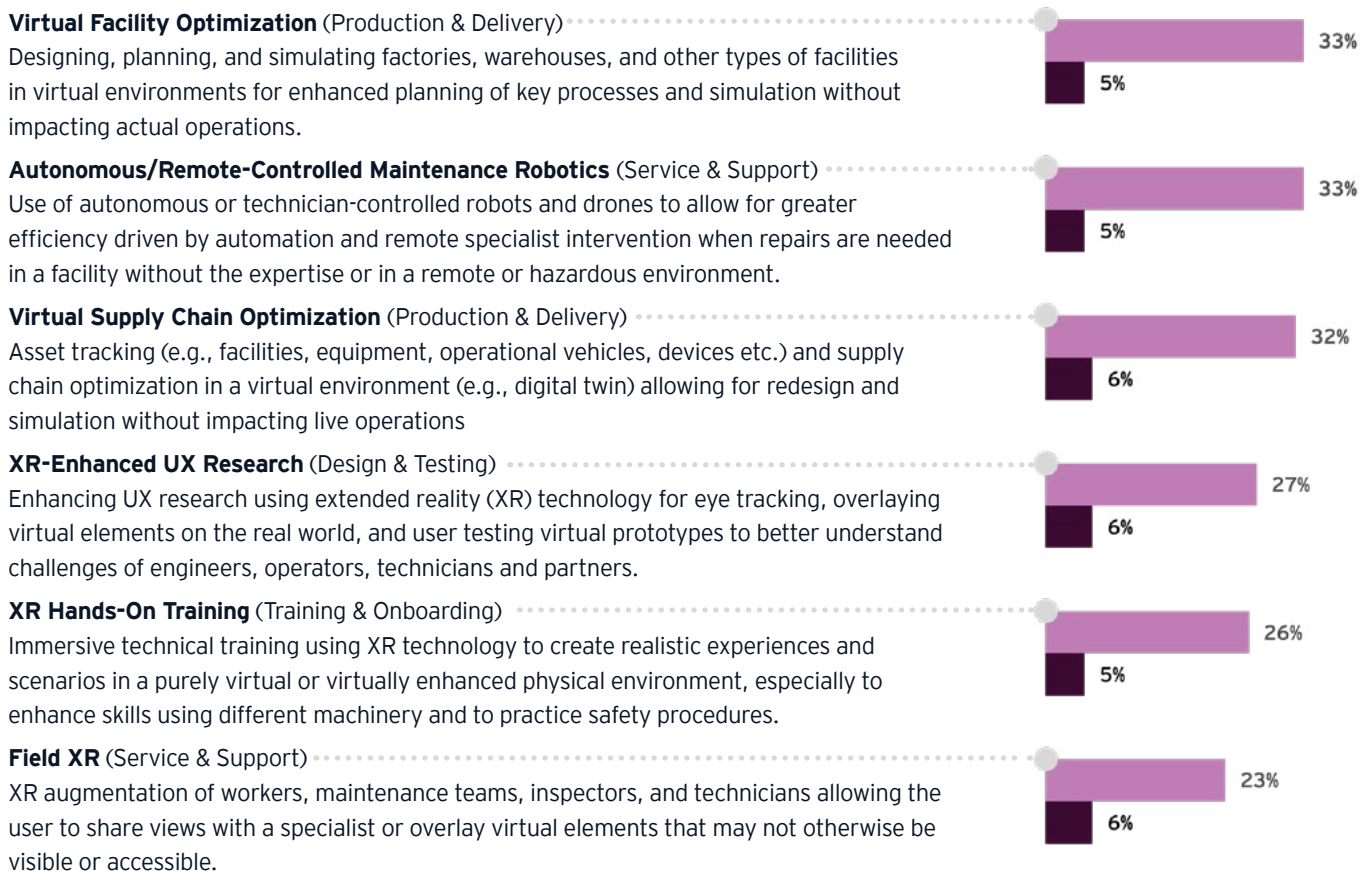 Virtual Facility Optimization (Production & Delivery)
33%
Designing, planning, and simulating factories, warehouses, and other types of facilities
5%
in virtual environments for enhanced planning of key processes and simulation without
impacting actual operations.
Autonomous/Remote-Controlled Maintenance Robotics (Service & Support)
33%
Use of autonomous or technician-controlled robots and drones to allow for greater
5%
efficiency driven by automation and remote specialist intervention when repairs are needed
in a facility without the expertise or in a remote or hazardous environment.
Virtual Supply Chain Optimization (Production & Delivery)
32%
Asset tracking (e.g., facilities, equipment, operational vehicles, devices etc.) and supply
6%
chain optimization in a virtual environment (e.g., digital twin) allowing for redesign and
simulation without impacting live operations
XR-Enhanced UX Research (Design & Testing)
27%
Enhancing UX research using extended reality (XR) technology for eye tracking, overlaying
6%
virtual elements on the real world, and user testing virtual prototypes to better understand
challenges of engineers, operators, technicians and partners.
XR Hands-On Training (Training & Onboarding)
26%
Immersive technical training using XR technology to create realistic experiences and
5%
scenarios in a purely virtual or virtually enhanced physical environment, especially to
enhance skills using different machinery and to practice safety procedures.
Field XR (Service & Support)
23%
XR augmentation of workers, maintenance teams, inspectors, and technicians allowing the
6%
user to share views with a specialist or overlay virtual elements that may not otherwise be
visible or accessible.